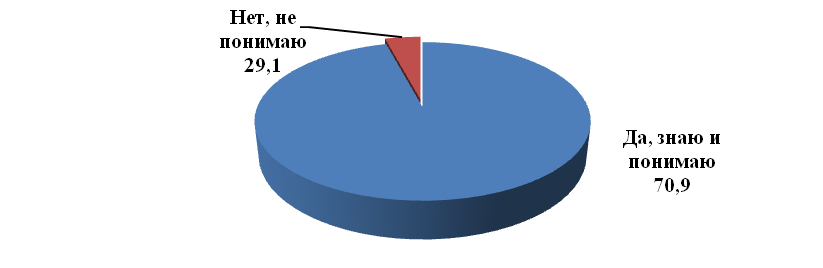 Нет, не
понимаю
29,1
Да, знаю и
понимаю
70,9